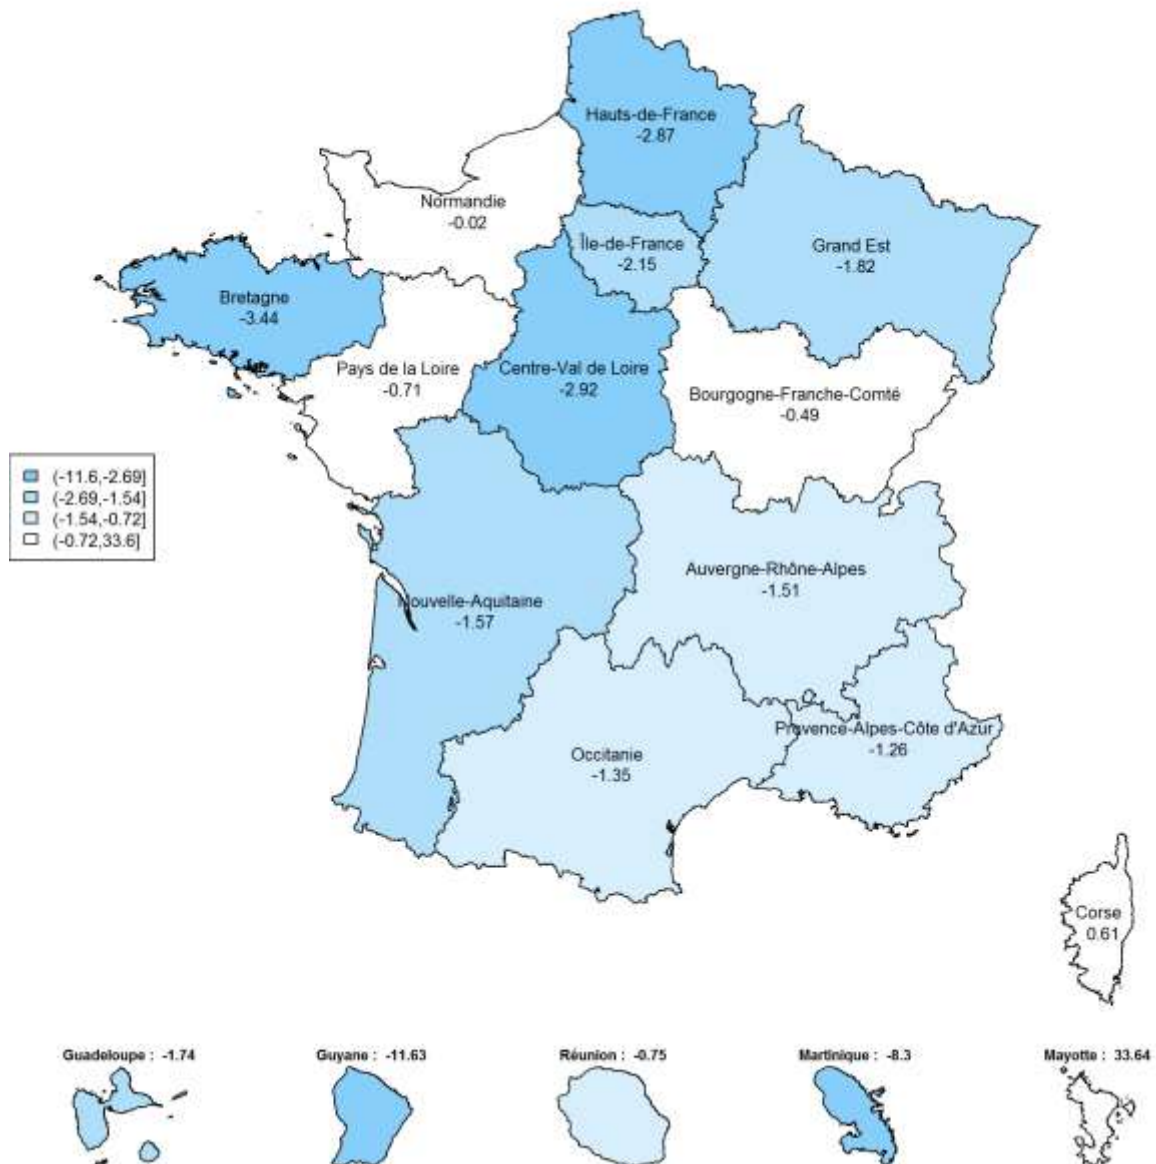 Hauts-de-France
-2.87
Normandie
-0.02
Île-de-France
-2.15
Grand Est
-1.82
Bretagne
-3.44
Pays de la Loire
-0.71
Centre-Val de Loire
-2.92
Bourgogne-Franche-Comté
-0.49
(-11.6,-2.69]
(-2.69,-1.54]
(-1.54,-0.72]
(-0.72,33.6]
Auvergne-Rhône-Alpes
-1.51
Nouvelle-Aquitaine
-1.57
Provence-Alpes-Côte d'Azur
-1.26
Occitanie
-1.35
Corse
0.61
Guadeloupe : -1.74
Guyane : -11.63
Réunion : -0.75
Martinique : -8.3
Mayotte : 33.64